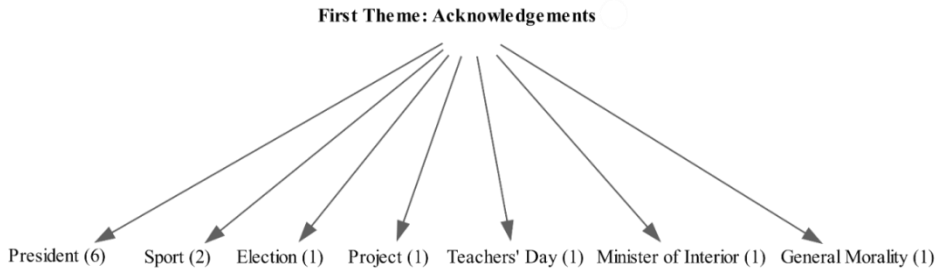 First Theme: Acknowledgements
President (6) Sport (2) Election (1) Project (1) Teachers' Day (1) Minister of Interior (1) General Morality (1)